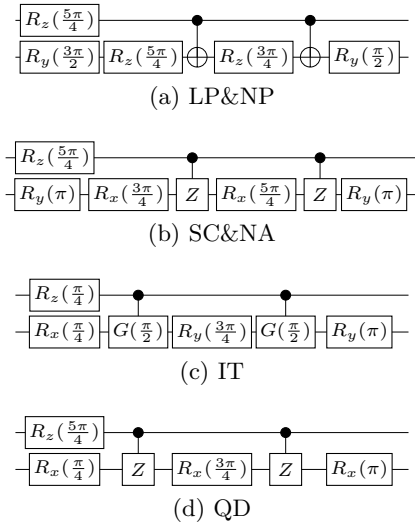 R_z(5π/4)
R_y(3π/2) R_z(5π/4) R_z(3π/4) R_y(π/2)
(a) LP&NP
R_z(5π/4)
R_y(π) R_x(3π/4) Z R_x(5π/4) Z R_y(π)
(b) SC&NA
R_z(π/4)
R_x(π/4) G(π/2) R_y(3π/4) G(π/2) R_y(π)
(c) IT
R_z(5π/4)
R_x(π/4) Z R_x(3π/4) Z R_x(π)
(d) QD